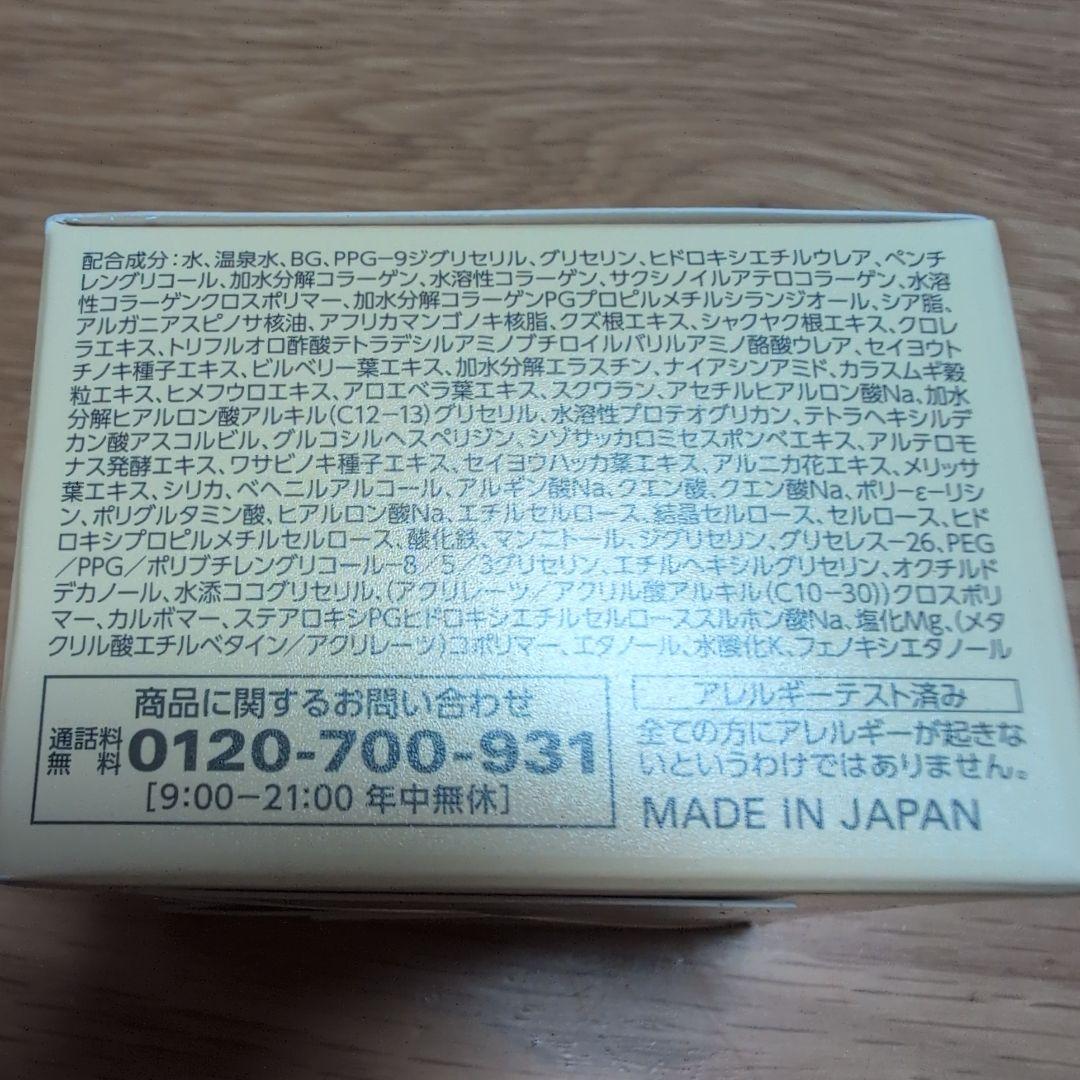 配合成分：水、温泉水、BG、PPG−9ジグリセリル、グリセリン、ヒドロキシエチルウレア、ペンチ
レングリコール、加水分解コラーゲン、水溶性コラーゲン、サクシノイルアテロコラーゲン、水溶
性コラーゲンクロスポリマー、加水分解コラーゲンPGプロピルメチルシランジオール、シア脂、
アルガニアスピノサ核油、アフリカマンゴノキ核脂、クズ根エキス、シャクヤク根エキス、クロレ
ラエキス、トリフルオロ酢酸テトラデシルアミノブチロイルバリルアミノ酪酸ウレア、セイヨウト
チノキ種子エキス、ビルベリー葉エキス、加水分解エラスチン、ナイアシンアミド、カラスムギ穀
粒エキス、ヒメフウロエキス、アロエベラ葉エキス、スクワラン、アセチルヒアルロン酸Na、加水
分解ヒアルロン酸アルキル(C12−13)グリセリル、水溶性プロテオグリカン、テトラヘキシルデ
カン酸アスコルビル、グルコシルヘスペリジン、シゾサッカロミセスポンベエキス、アルテロモ
ナス発酵エキス、ワサビノキ種子エキス、セイヨウハッカ葉エキス、アルニカ花エキス、メリッサ
葉エキス、シリカ、ベヘニルアルコール、アルギン酸Na、クエン酸、クエン酸Na、ポリ−ε−リシ
ン、ポリグルタミン酸、ヒアルロン酸Na、エチルセルロース、結晶セルロース、セルロース、ヒド
ロキシプロピルメチルセルロース、酸化鉄、マンニトール、ジグリセリン、グリセレス−26、PEG
／PPG／ポリブチレングリコール−8／5／3グリセリン、エチルヘキシルグリセリン、オクチルド
デカノール、水添ココグリセリル、(アクリレーツ／アクリル酸アルキル(C10−30))クロスポリ
マー、カルボマー、ステアロキシPGヒドロキシエチルセルローススルホン酸Na、塩化Mg、(メタ
クリル酸エチルベタイン／アクリレーツ)コポリマー、エタノール、水酸化K、フェノキシエタノール
商品に関するお問い合わせ
通話料無料 0120-700-931
[9:00−21:00 年中無休]
アレルギーテスト済み
全ての方にアレルギーが起きな
いというわけではありません。
MADE IN JAPAN